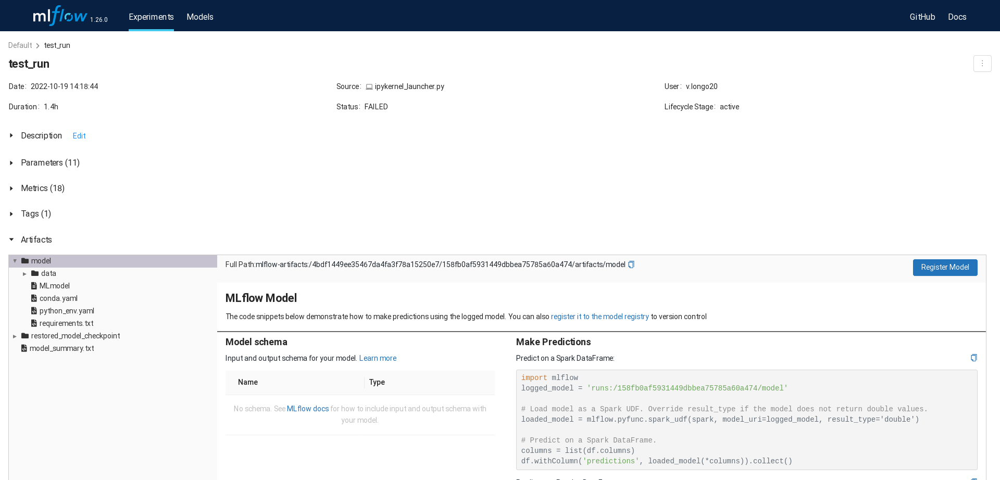 mlflow 1.26.0 Experiments Models GitHub Docs
Default test_run
test_run
Date: 2022-10-19 14:18:44 Source: ipykernel_launcher.py User: v.longo20
Duration: 1.4h Status: FAILED Lifecycle Stage: active
Description Edit
Parameters (11)
Metrics (18)
Tags (1)
Artifacts
model
data
MLmodel
conda.yaml
python_env.yaml
requirements.txt
restored_model_checkpoint
model_summary.txt
Full Path:mlflow-artifacts:/4bdf1449ee35467da4fa3f78a15250e7/158fb0af5931449dbbea75785a60a474/artifacts/model
Register Model
MLflow Model
The code snippets below demonstrate how to make predictions using the logged model. You can also register it to the model registry to version control
Model schema
Input and output schema for your model. Learn more
Name Type
No schema. See MLflow docs for how to include input and output schema with
your model.
Make Predictions
Predict on a Spark DataFrame:
import mlflow
logged_model = 'runs:/158fb0af5931449dbbea75785a60a474/model'
# Load model as a Spark UDF. Override result_type if the model does not return double values.
loaded_model = mlflow.pyfunc.spark_udf(spark, model_uri=logged_model, result_type='double')
# Predict on a Spark DataFrame.
columns = list(df.columns)
df.withColumn('predictions', loaded_model(*columns)).collect()